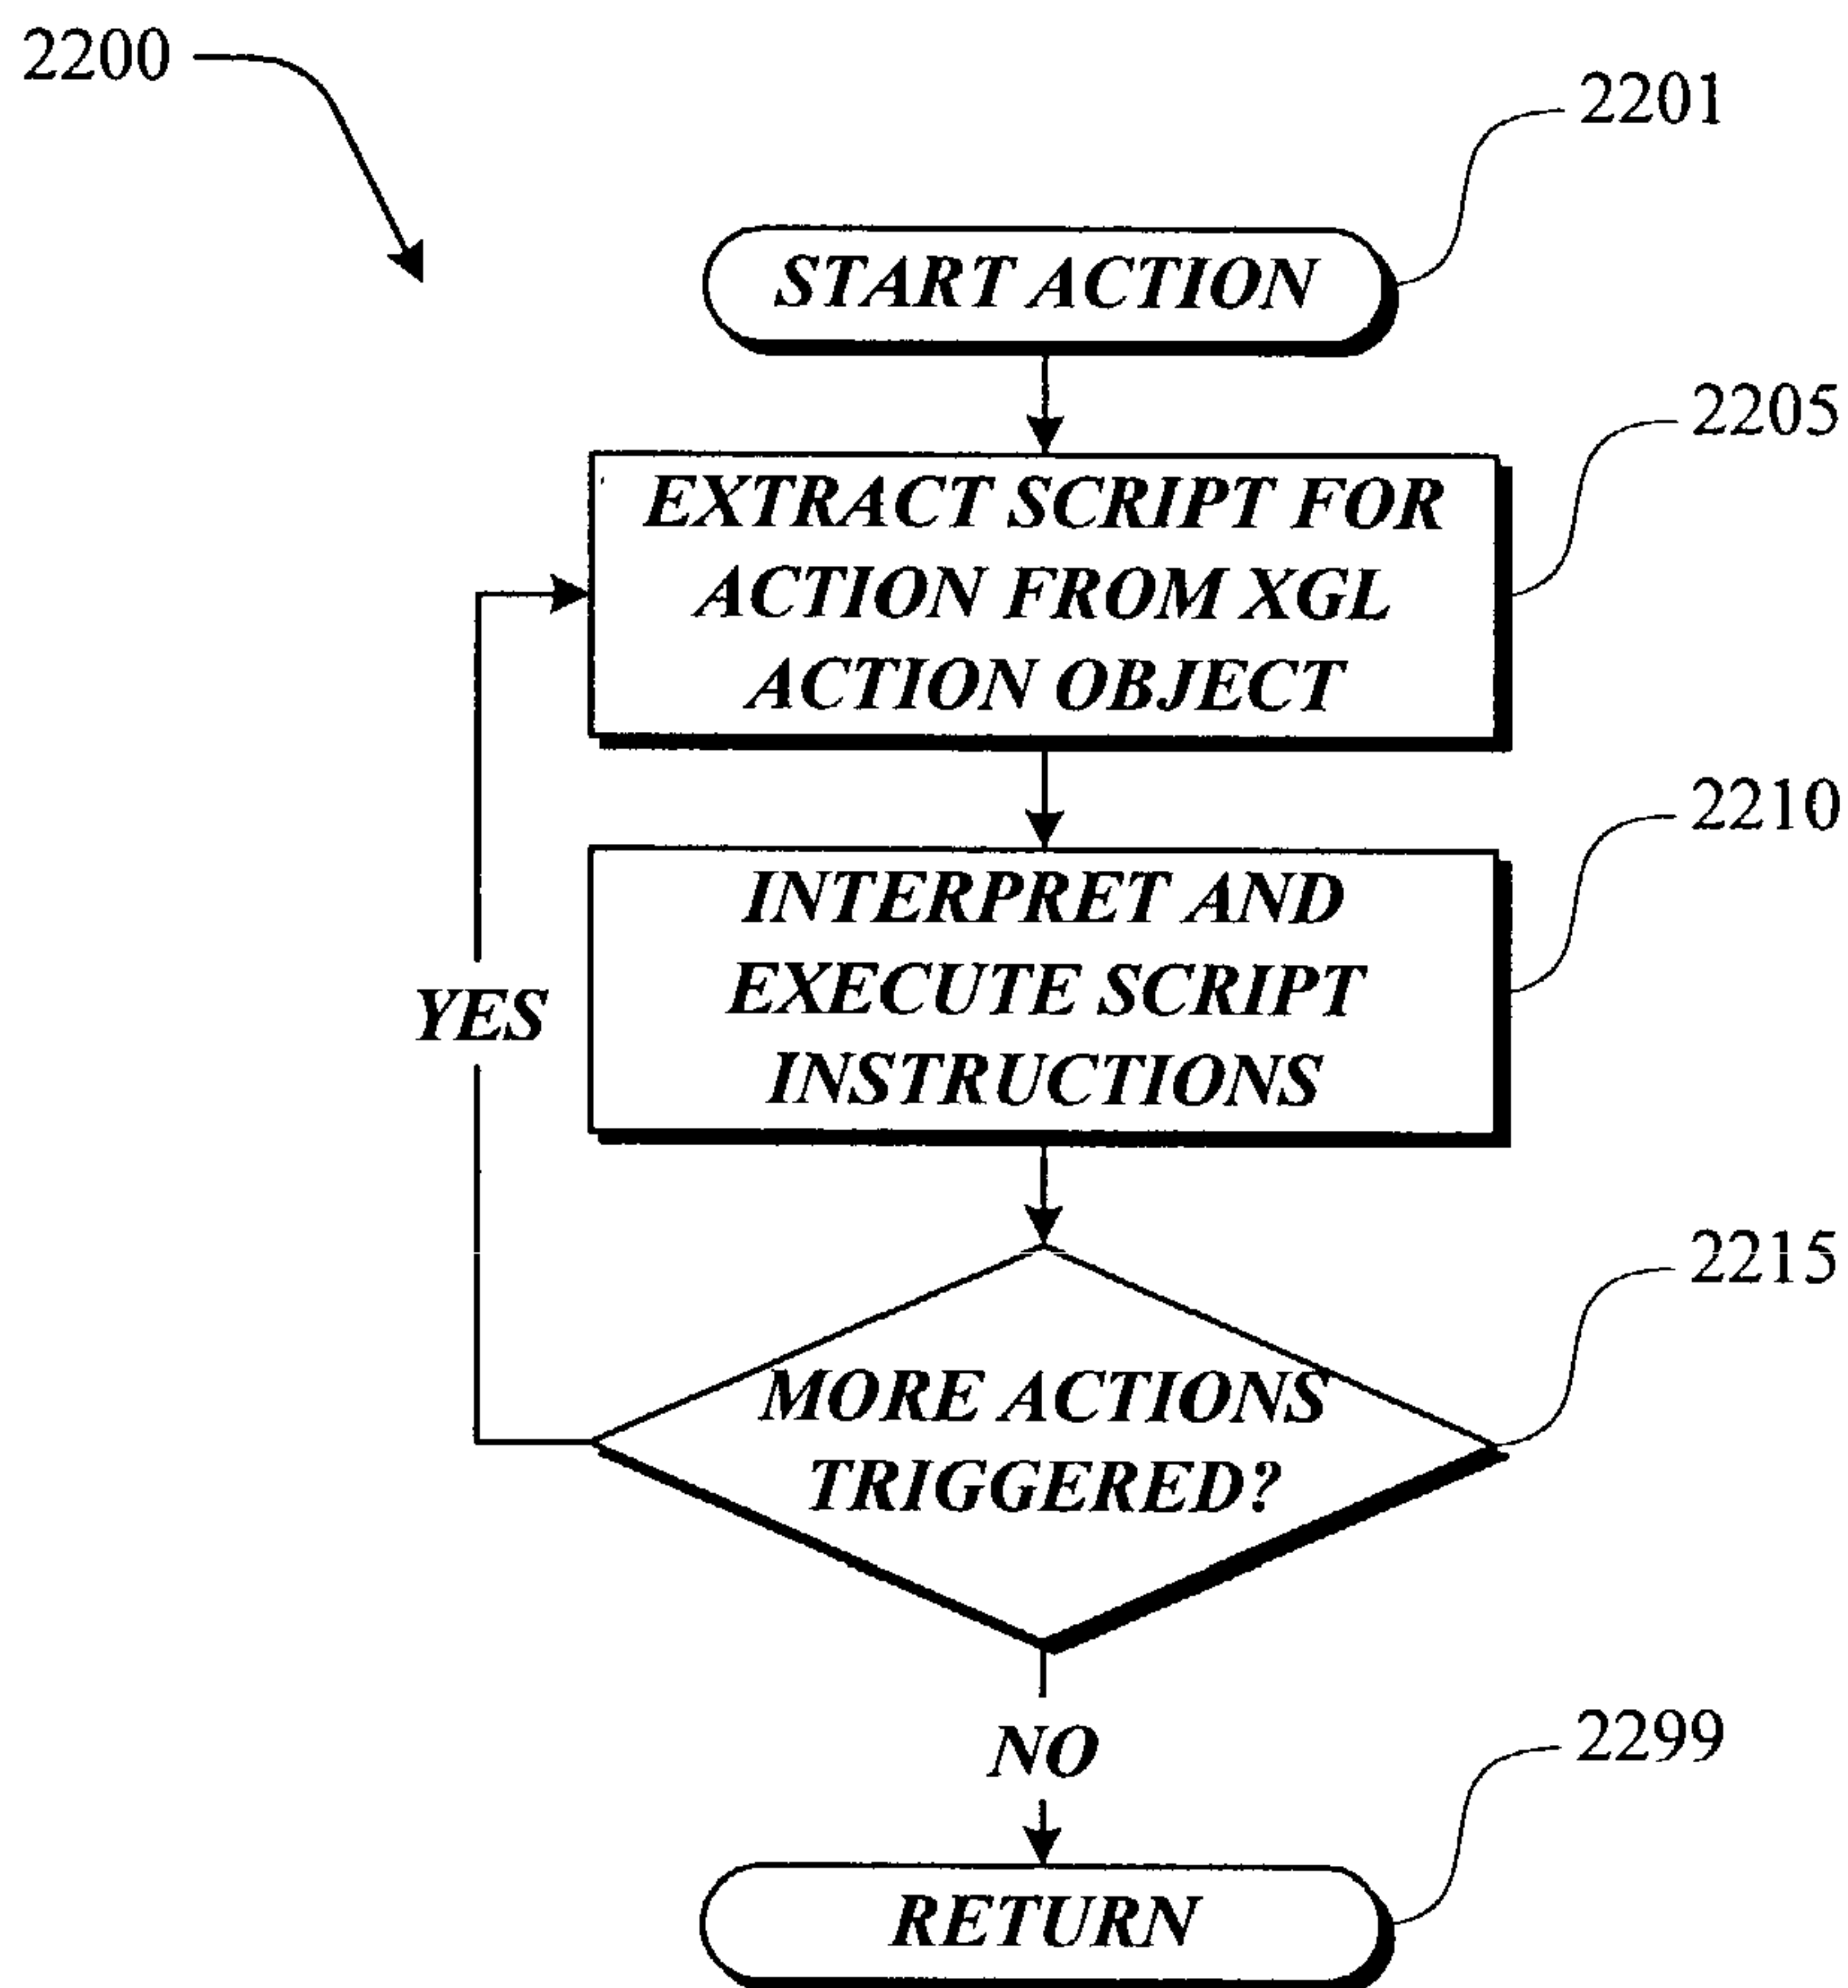 2200
2201
START ACTION
2205
EXTRACT SCRIPT FOR
ACTION FROM XGL
ACTION OBJECT
2210
INTERPRET AND
EXECUTE SCRIPT
INSTRUCTIONS
YES
2215
MORE ACTIONS
TRIGGERED?
NO
2299
RETURN